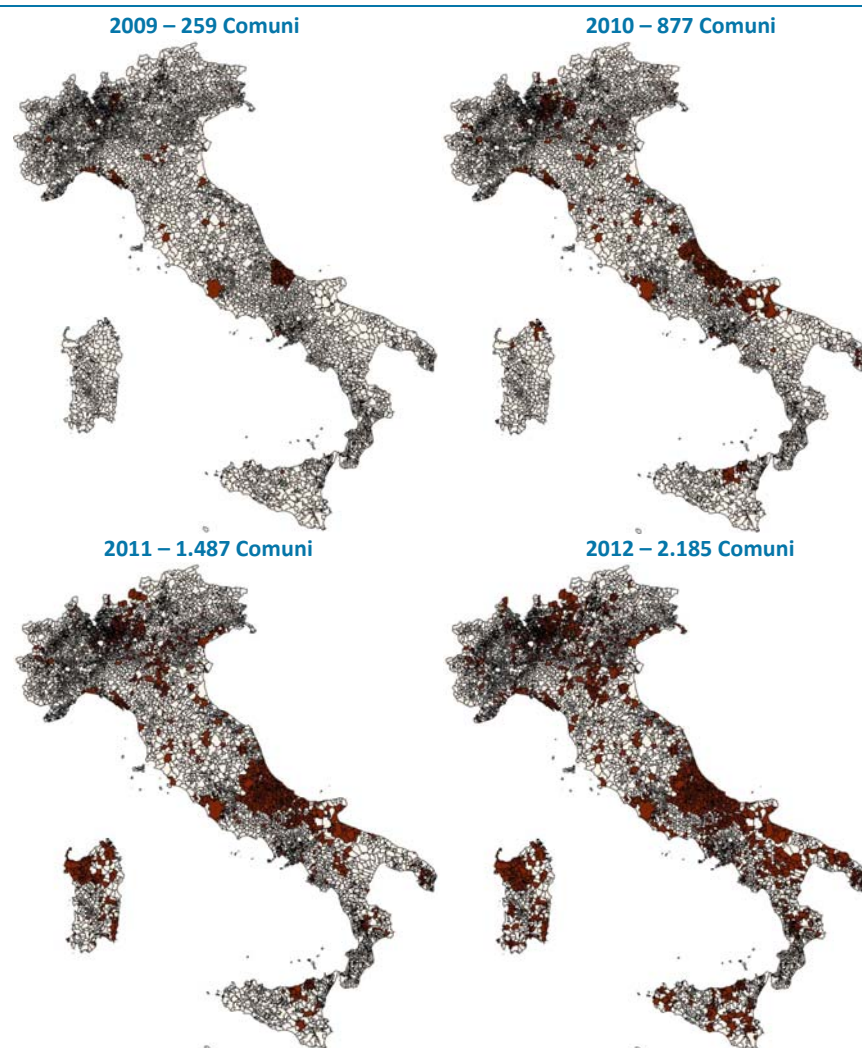 2009 – 259 Comuni
2010 – 877 Comuni
2011 – 1.487 Comuni
2012 – 2.185 Comuni